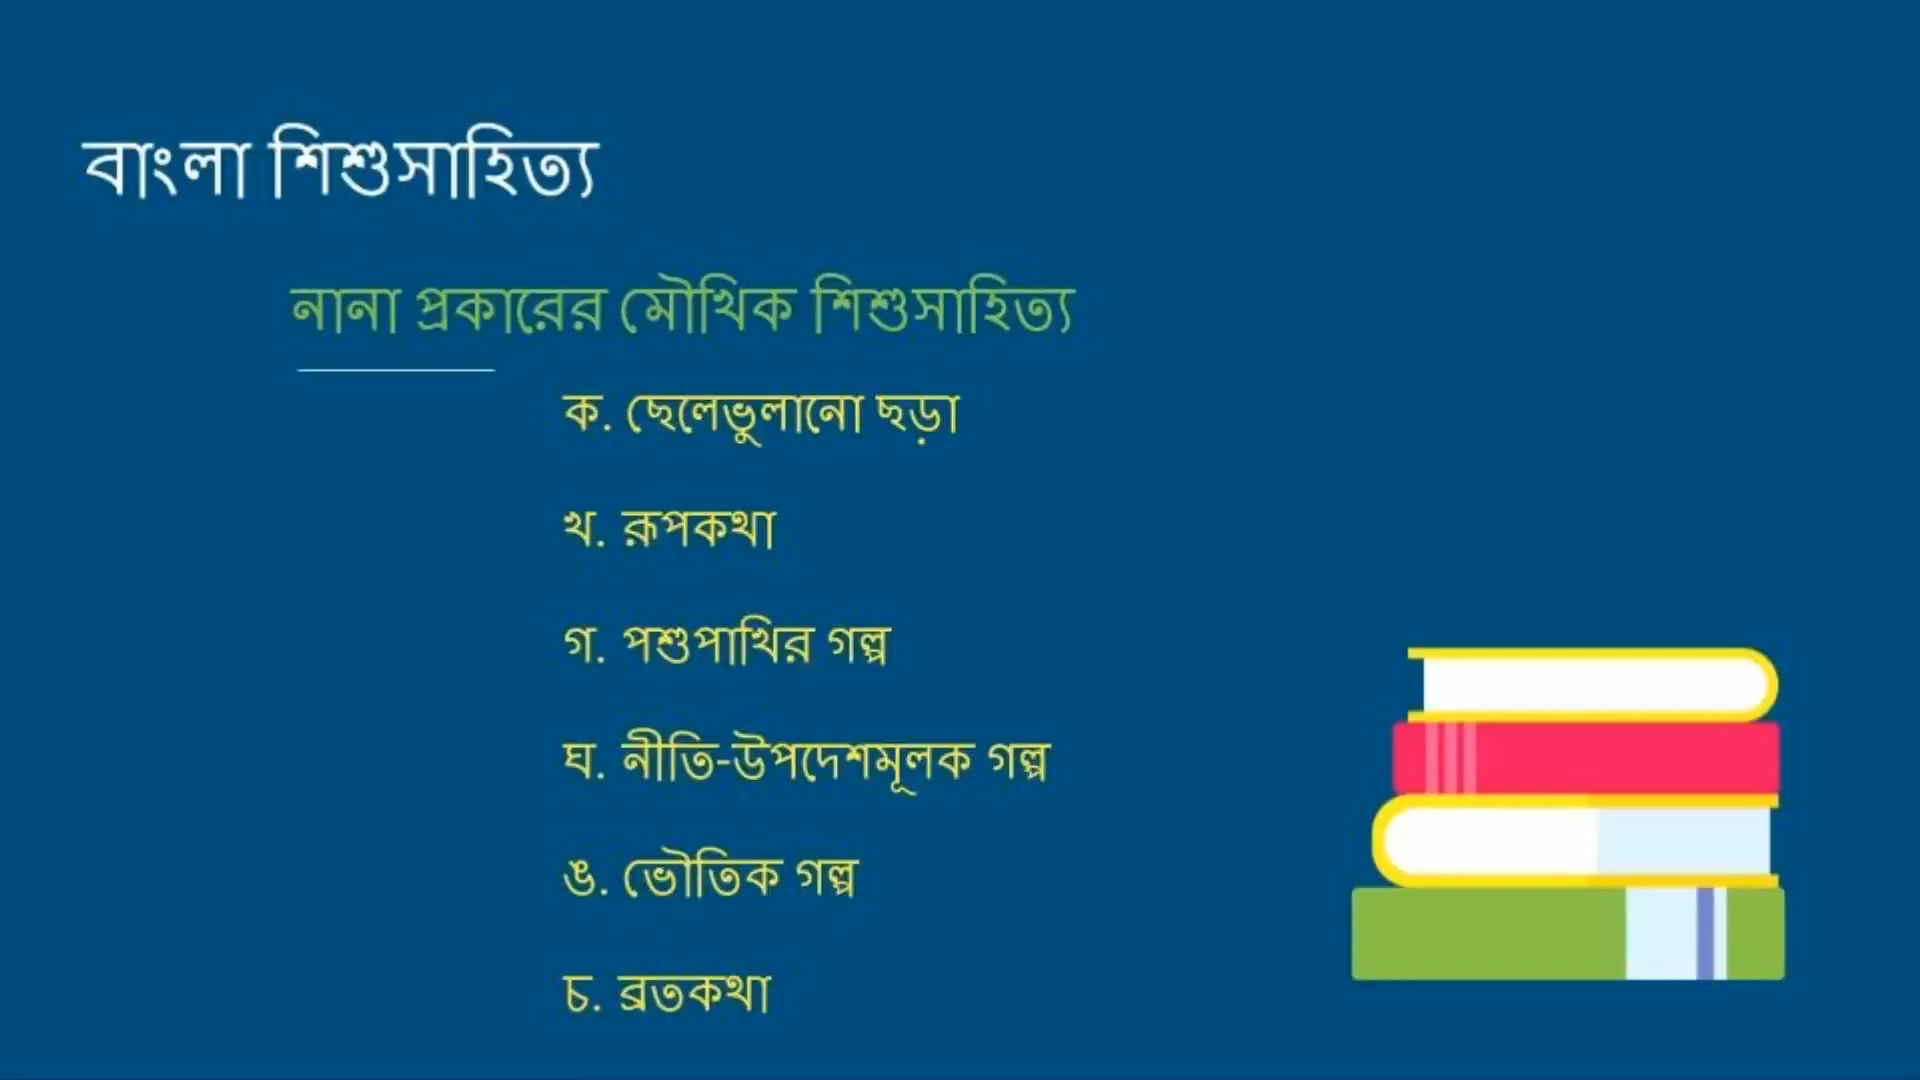 বাংলা শিশুসাহিত্য
নানা প্রকারের মৌখিক শিশুসাহিত্য
ক. ছেলেভুলানো ছড়া
খ. রূপকথা
গ. পশুপাখির গল্প
ঘ. নীতি-উপদেশমূলক গল্প
ঙ. ভৌতিক গল্প
চ. ব্রতকথা